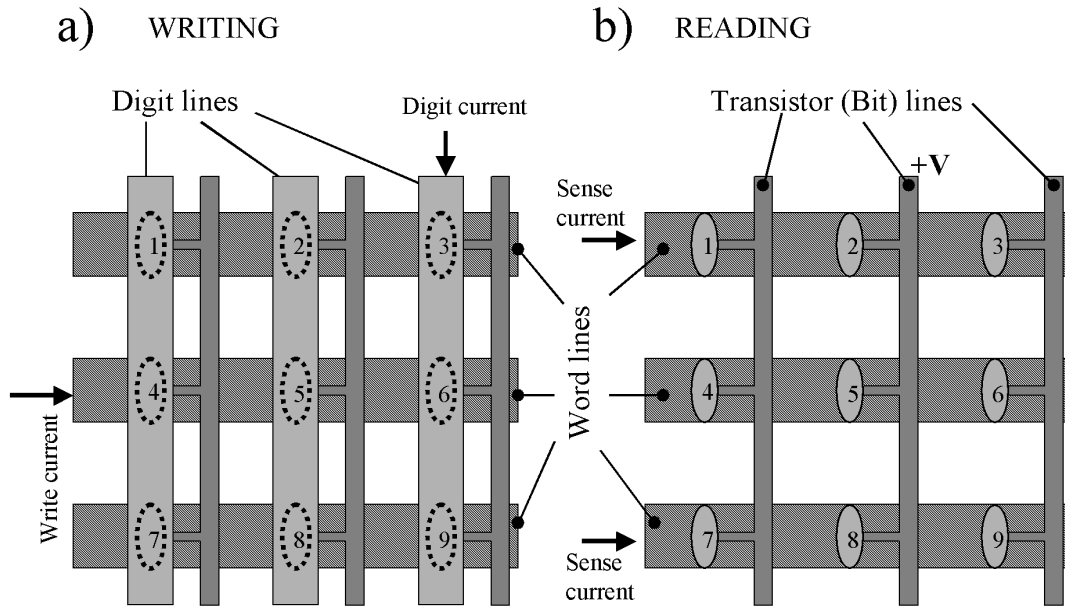 a) WRITING
Digit lines
Digit current
1
2
3
4
5
6
7
8
9
Write current
Word lines
b) READING
Transistor (Bit) lines
+V
Sense
current
1
2
3
4
5
6
7
8
9
Sense
current